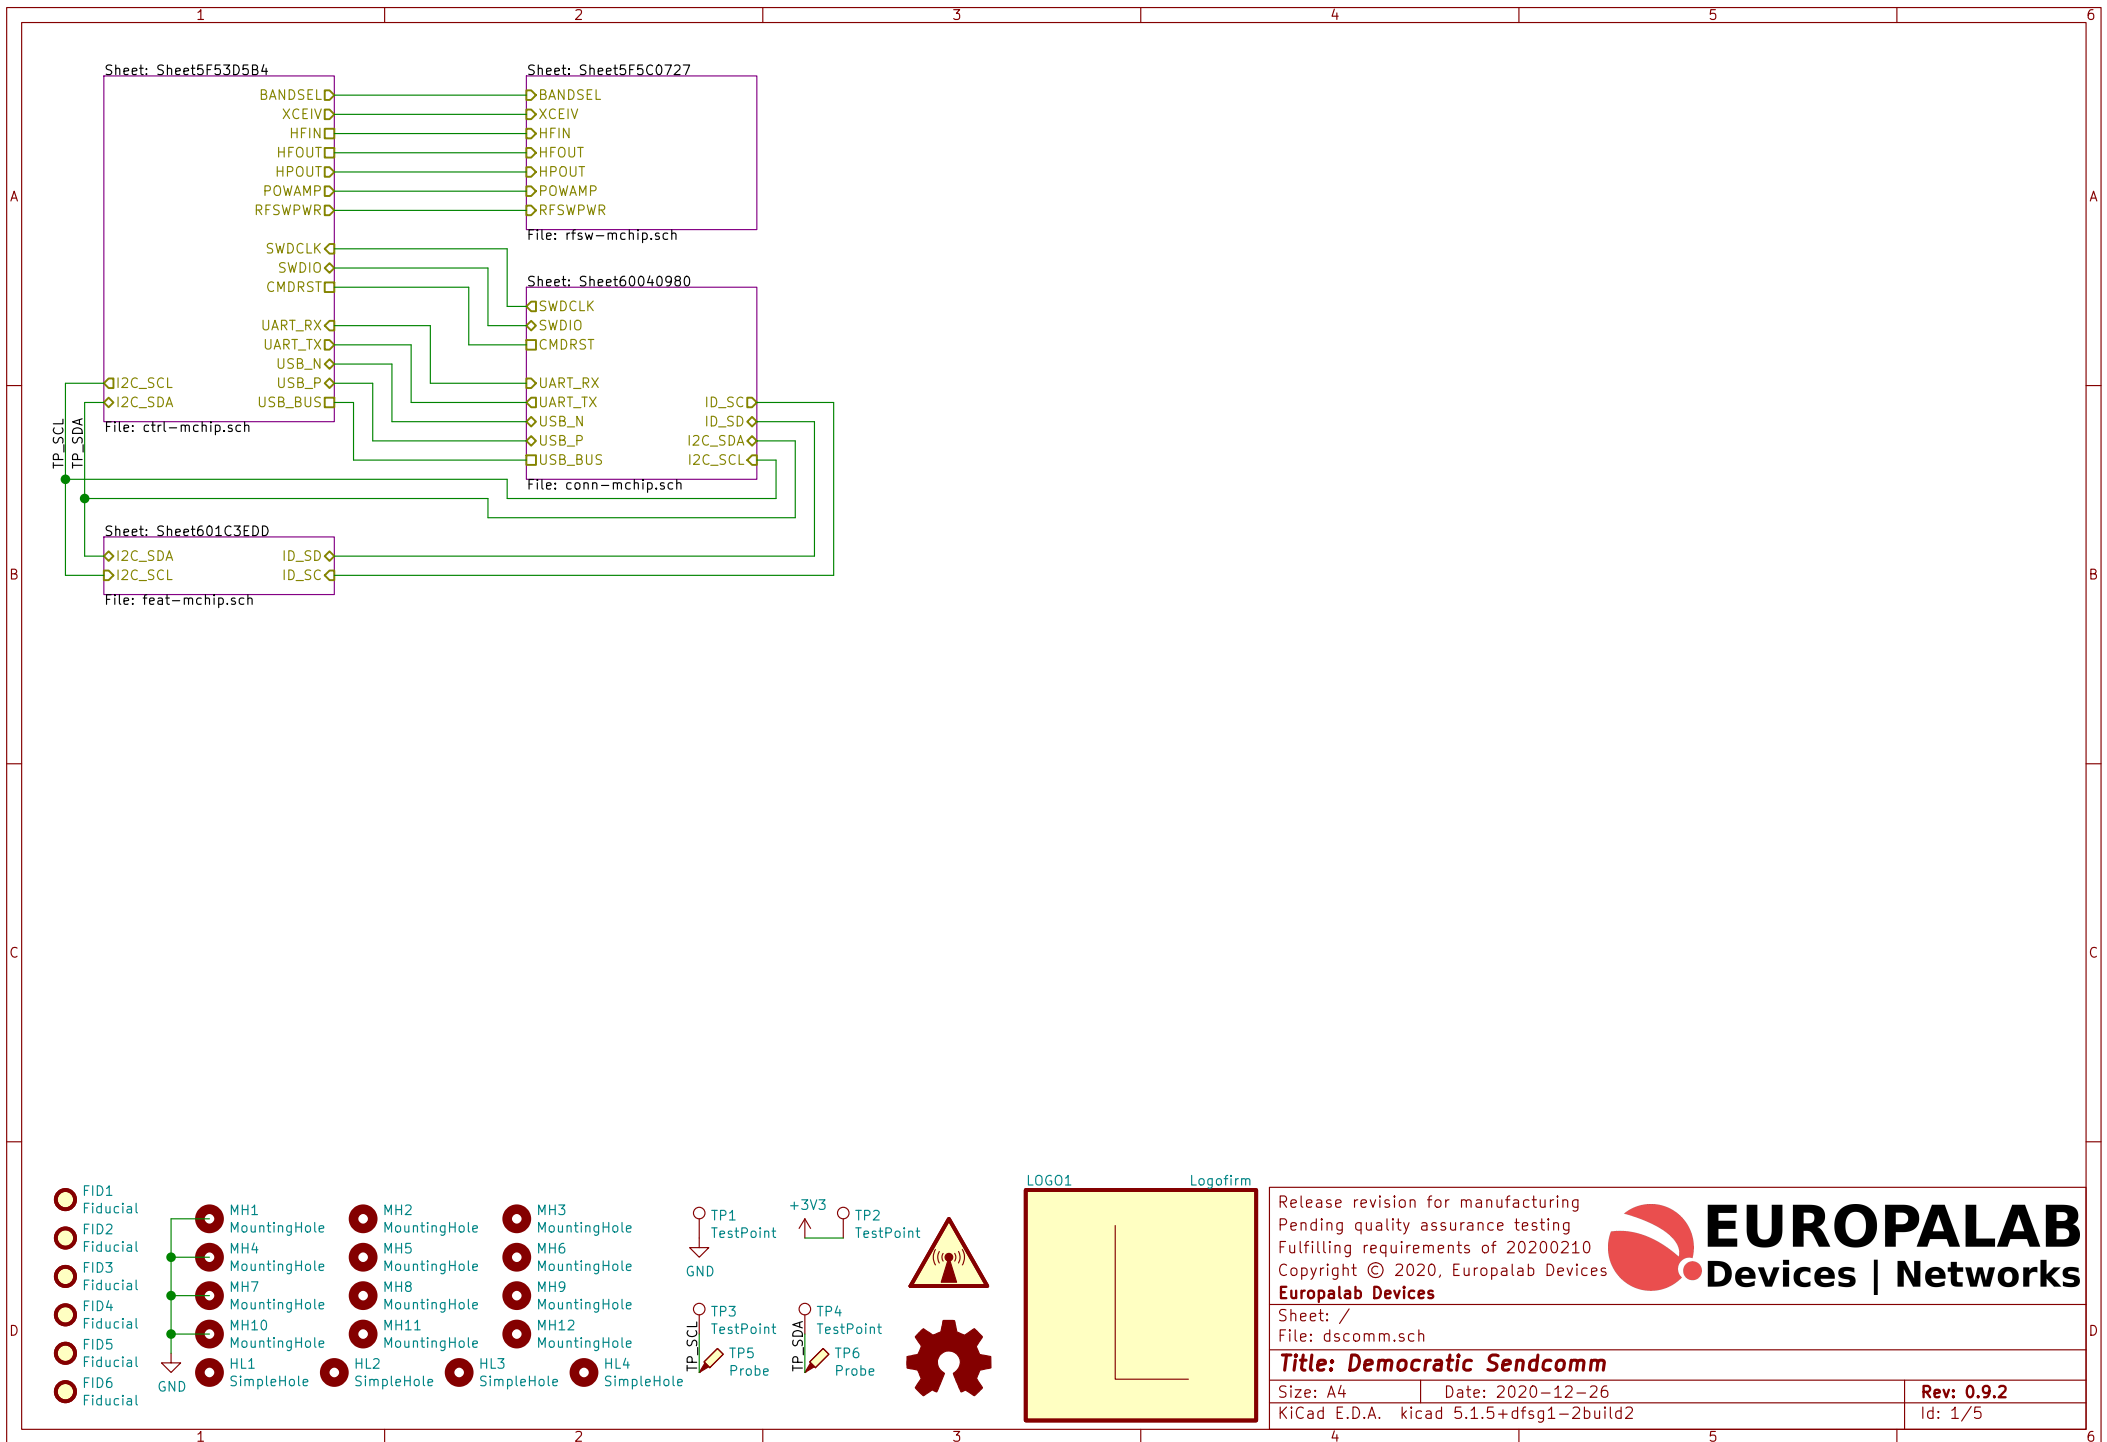 1 2 3 4 5 6
A A
B B
C C
D D
Sheet: Sheet5F53D5B4
BANDSEL
XCEIV
HFIN
HFOUT
HPOUT
POWAMP
RFSWPWR
SWDCLK
SWDIO
CMDRST
UART_RX
UART_TX
USB_N
I2C_SCL USB_P
I2C_SDA USB_BUS
File: ctrl-mchip.sch
TP_SCL
TP_SDA
Sheet: Sheet5F5C0727
BANDSEL
XCEIV
HFIN
HFOUT
HPOUT
POWAMP
RFSWPWR
File: rfsw-mchip.sch
Sheet: Sheet60040980
SWDCLK
SWDIO
CMDRST
UART_RX
UART_TX ID_SC
USB_N ID_SD
USB_P I2C_SDA
USB_BUS I2C_SCL
File: conn-mchip.sch
Sheet: Sheet601C3EDD
I2C_SDA ID_SD
I2C_SCL ID_SC
File: feat-mchip.sch
FID1
Fiducial
FID2
Fiducial
FID3
Fiducial
FID4
Fiducial
FID5
Fiducial
FID6
Fiducial
MH1
MountingHole
MH2
MountingHole
MH3
MountingHole
MH4
MountingHole
MH5
MountingHole
MH6
MountingHole
MH7
MountingHole
MH8
MountingHole
MH9
MountingHole
MH10
MountingHole
MH11
MountingHole
MH12
MountingHole
HL1
SimpleHole
HL2
SimpleHole
HL3
SimpleHole
HL4
SimpleHole
GND
TP1
TestPoint
GND
+3V3
TP2
TestPoint
TP3
TestPoint
TP_SCL
TP5
Probe
TP4
TestPoint
TP_SDA
TP6
Probe
LOGO1 Logofirm
Release revision for manufacturing
Pending quality assurance testing
Fulfilling requirements of 20200210
Copyright © 2020, Europalab Devices
Europalab Devices
EUROPALAB
Devices | Networks
Sheet: /
File: dscomm.sch
Title: Democratic Sendcomm
Size: A4 Date: 2020-12-26 Rev: 0.9.2
KiCad E.D.A. kicad 5.1.5+dfsg1-2build2 Id: 1/5
1 2 3 4 5 6